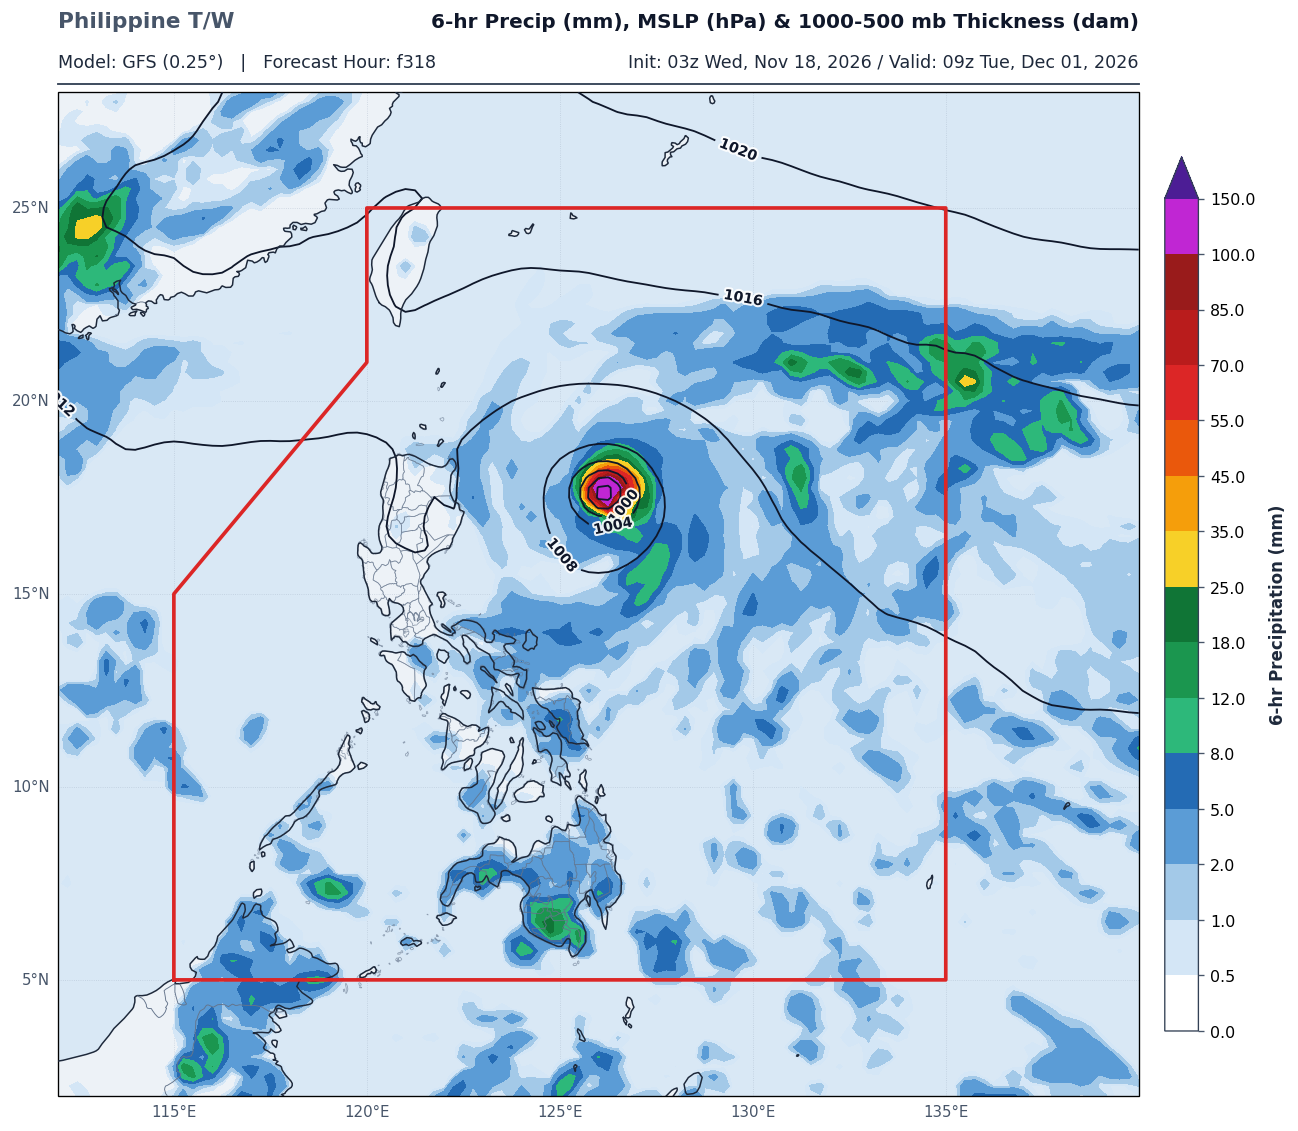 Philippine T/W
6-hr Precip (mm), MSLP (hPa) & 1000-500 mb Thickness (dam)
Model: GFS (0.25°) | Forecast Hour: f318
Init: 03z Wed, Nov 18, 2026 / Valid: 09z Tue, Dec 01, 2026
1020
1016
12
1000
1004
1008
25°N
20°N
15°N
10°N
5°N
115°E
120°E
125°E
130°E
135°E
150.0
100.0
85.0
70.0
55.0
45.0
35.0
25.0
18.0
12.0
8.0
5.0
2.0
1.0
0.5
0.0
6-hr Precipitation (mm)